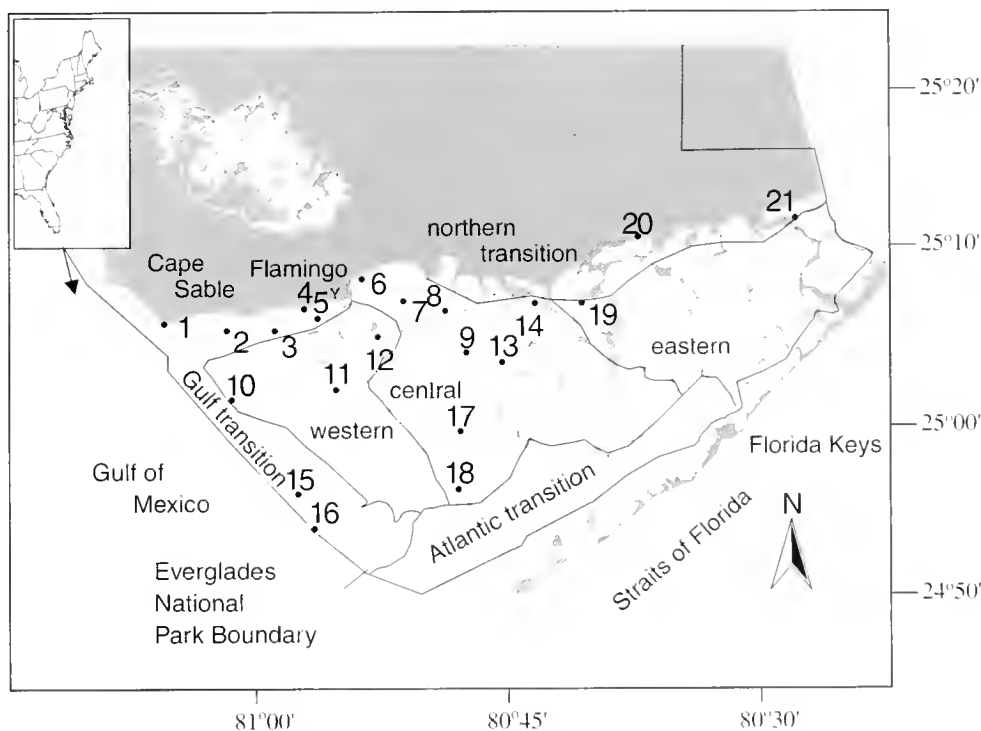 25°20'
21
20
northern
transition
25°10'
Cape
Sable
Flamingo
6
4
5
Y
7
8
1
2
3
14
19
9
13
12
eastern
11
central
10
western
17
25°00'
Gulf transition
Florida Keys
18
Gulf of
Mexico
15
16
Atlantic transition
N
Straits of Florida
Everglades
National
Park Boundary
24°50'
81°00'
80°45'
80°30'